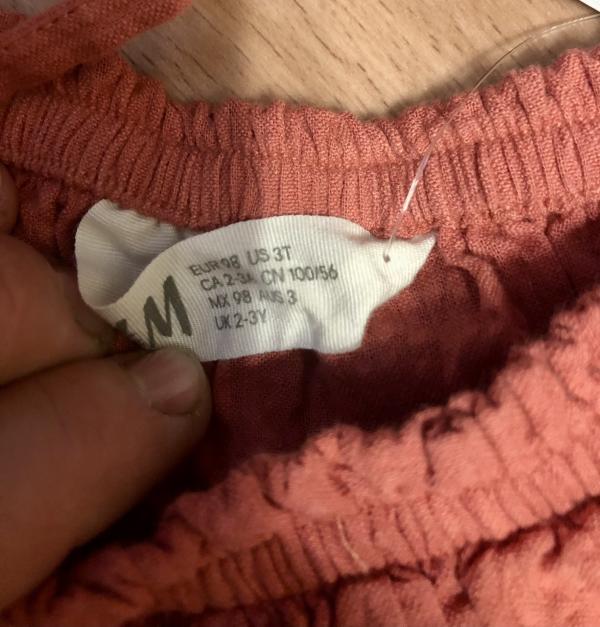 EUR 98 US 3T
CA 2-3A CN 100/56
MX 98 AUS 3
UK 2-3Y
M